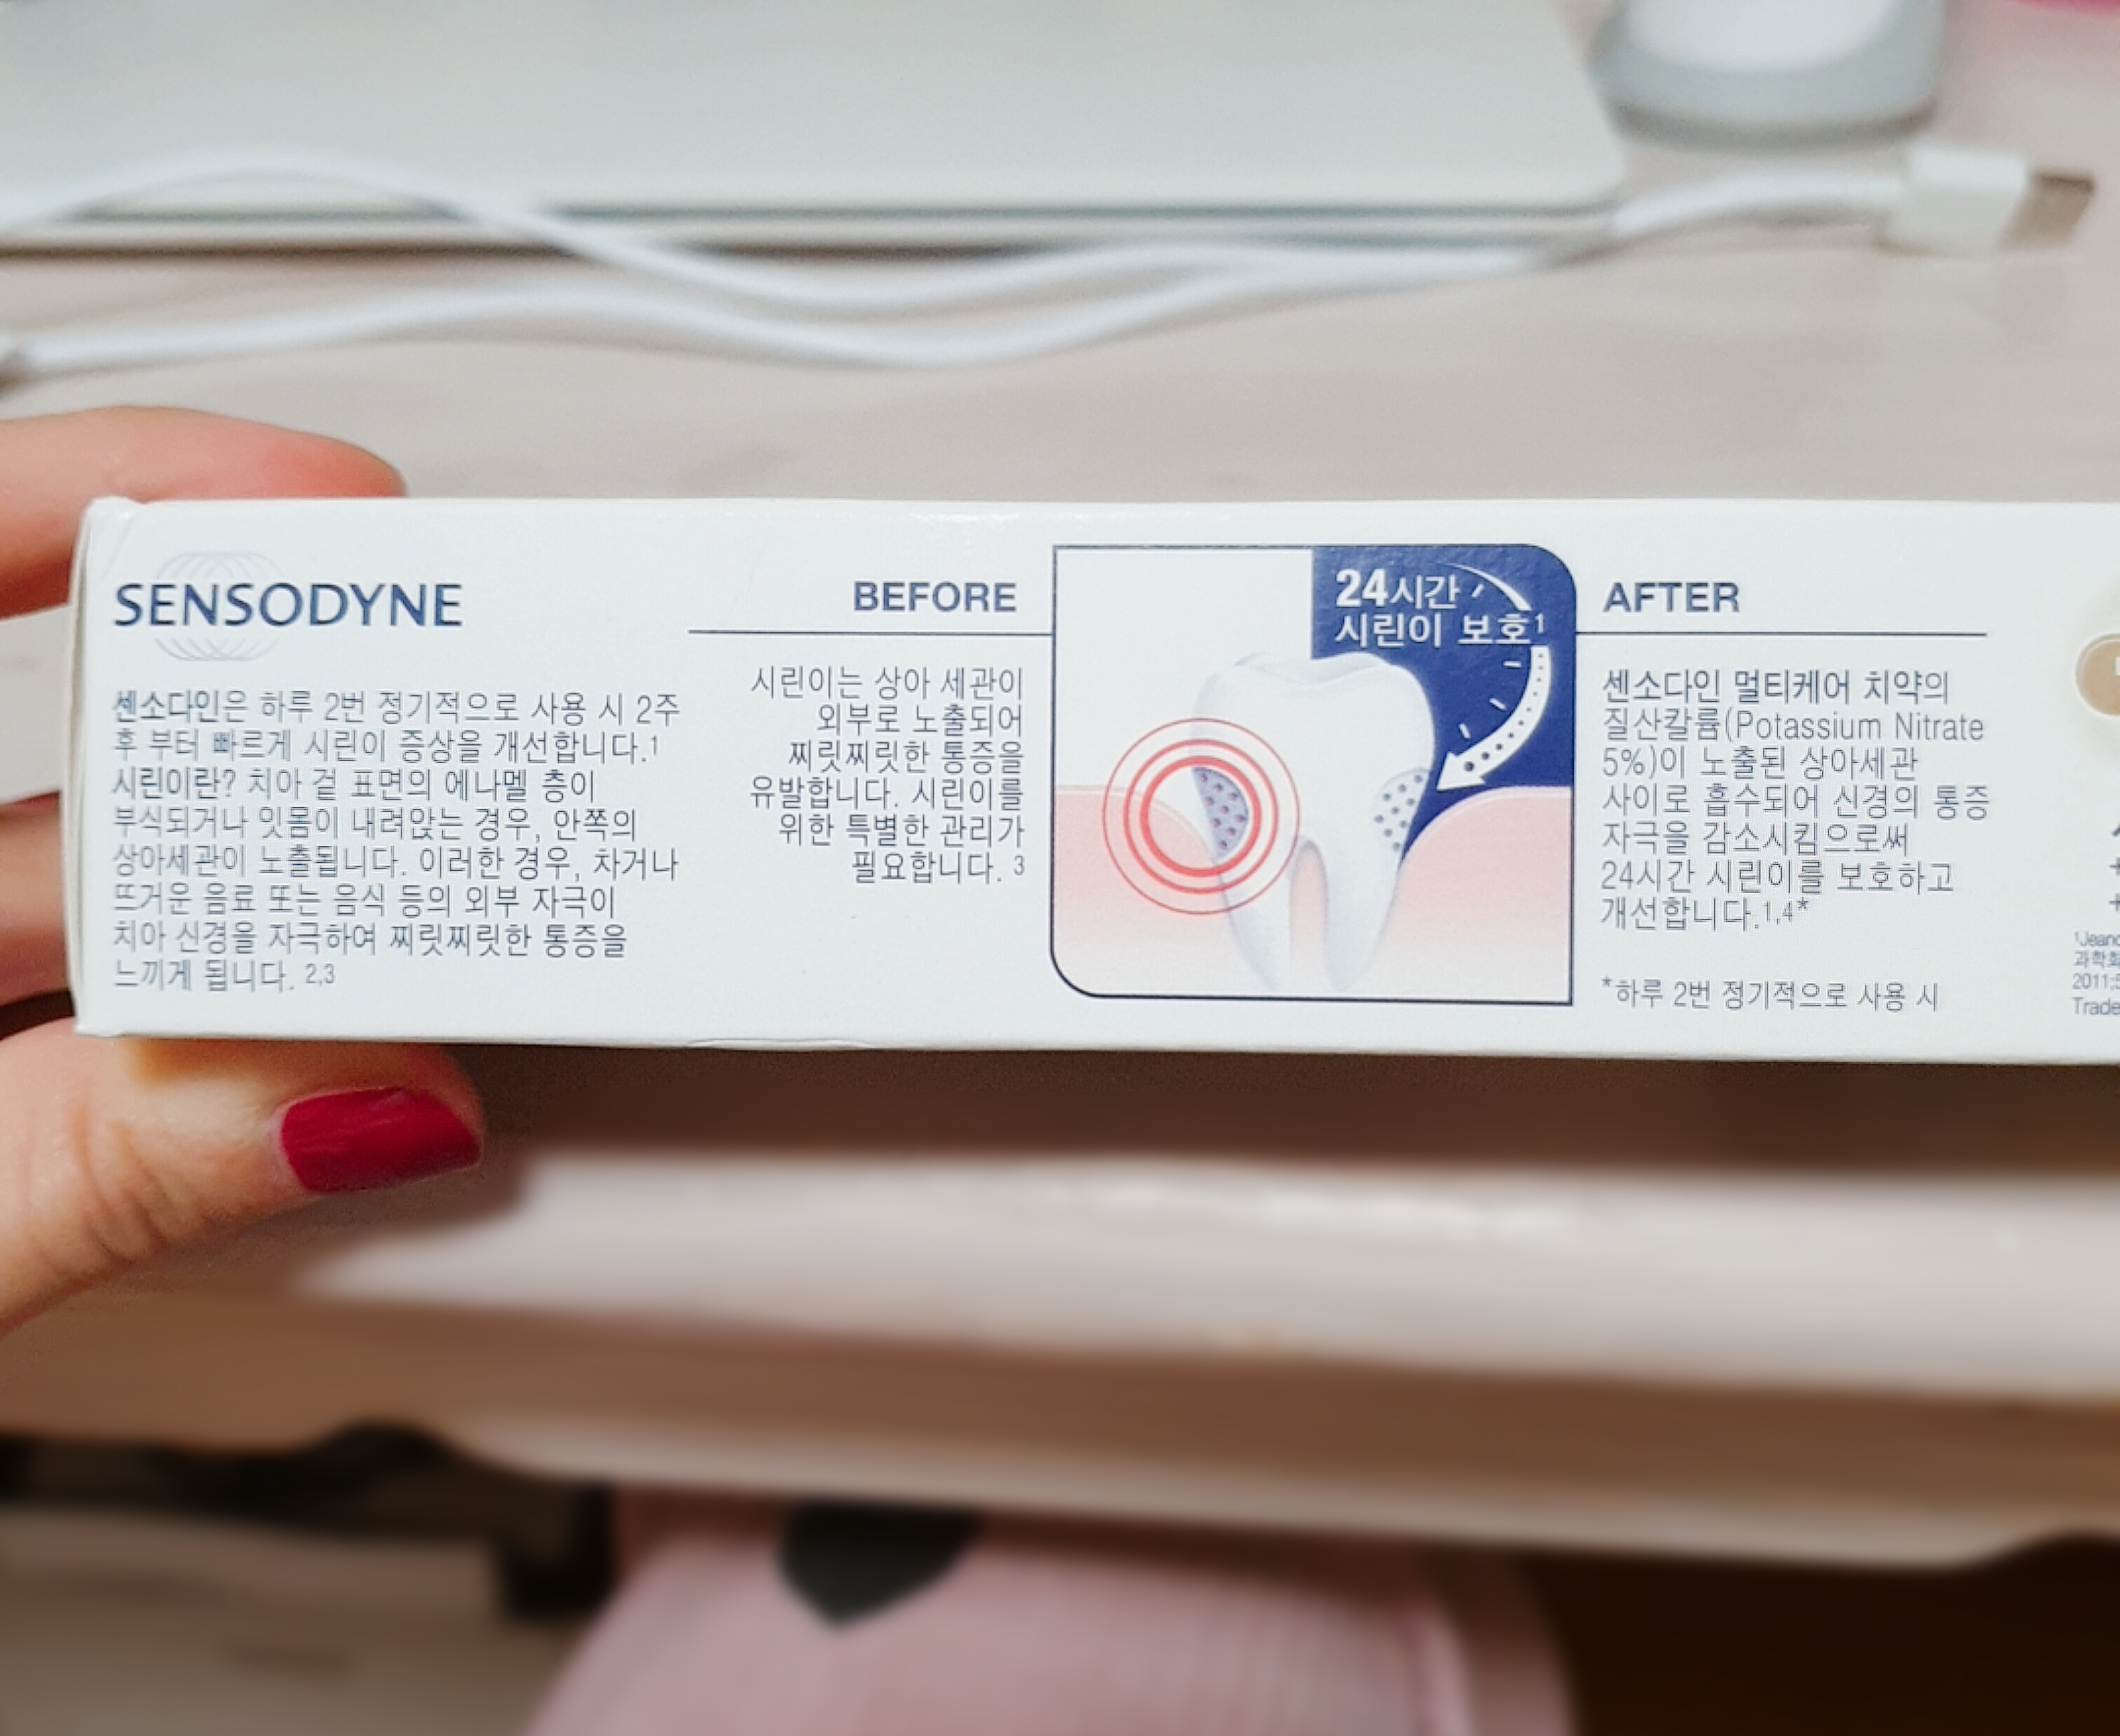 SENSODYNE
센소다인은 하루 2번 정기적으로 사용 시 2주
후 부터 빠르게 시린이 증상을 개선합니다.1
시린이란? 치아 겉 표면의 에나멜 층이
부식되거나 잇몸이 내려앉는 경우, 안쪽의
상아세관이 노출됩니다. 이러한 경우, 차거나
뜨거운 음료 또는 음식 등의 외부 자극이
치아 신경을 자극하여 찌릿찌릿한 통증을
느끼게 됩니다. 2,3
BEFORE
시린이는 상아 세관이
외부로 노출되어
찌릿찌릿한 통증을
유발합니다. 시린이를
위한 특별한 관리가
필요합니다. 3
24시간
시린이 보호1
AFTER
센소다인 멀티케어 치약의
질산칼륨(Potassium Nitrate
5%)이 노출된 상아세관
사이로 흡수되어 신경의 통증
자극을 감소시킴으로써
24시간 시린이를 보호하고
개선합니다.1,4*
*하루 2번 정기적으로 사용 시
Trade